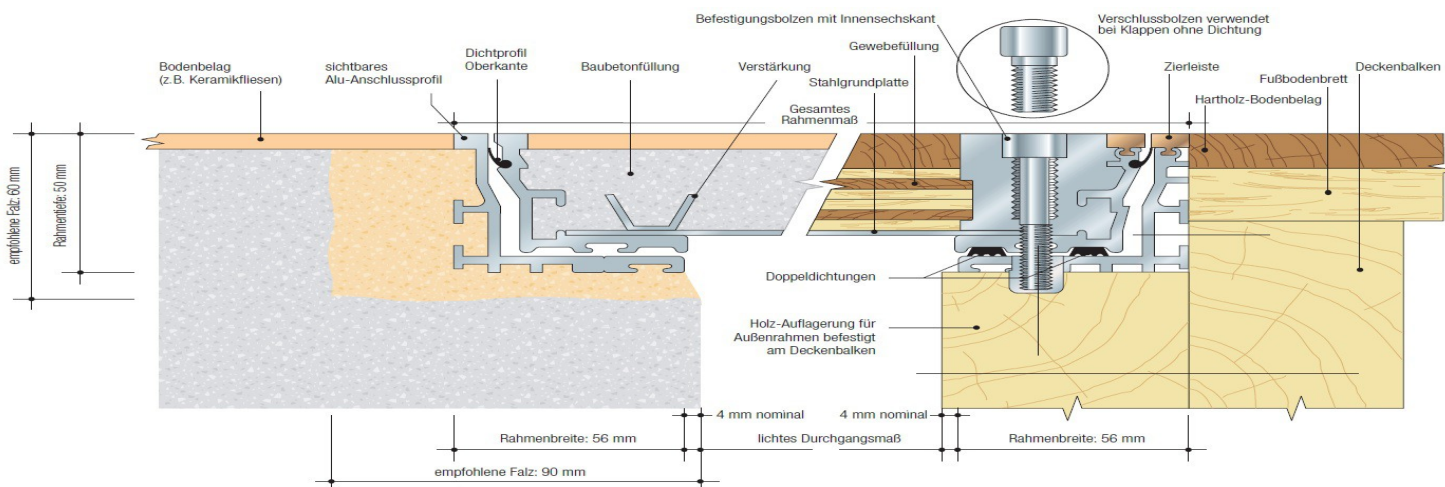 Befestigungsbolzen mit Innensechskant
Verschlussbolzen verwendet
bei Klappen ohne Dichtung
Gewebefüllung
Dichtprofil
Oberkante
Bodenbelag
(z.B. Keramikfliesen)
sichtbares
Alu-Anschlussprofil
Baubetonfüllung
Verstärkung
Zierleiste
Deckenbalken
Stahlgrundplatte
Fußbodenbrett
Hartholz-Bodenbelag
Gesamtes
Rahmenmaß
empfohlene Falz: 60 mm
Rahmentiefe: 50 mm
Doppeldichtungen
Holz-Auflagerung für
Außenrahmen befestigt
am Deckenbalken
4 mm nominal
4 mm nominal
Rahmenbreite: 56 mm
lichtes Durchgangsmaß
Rahmenbreite: 56 mm
empfohlene Falz: 90 mm